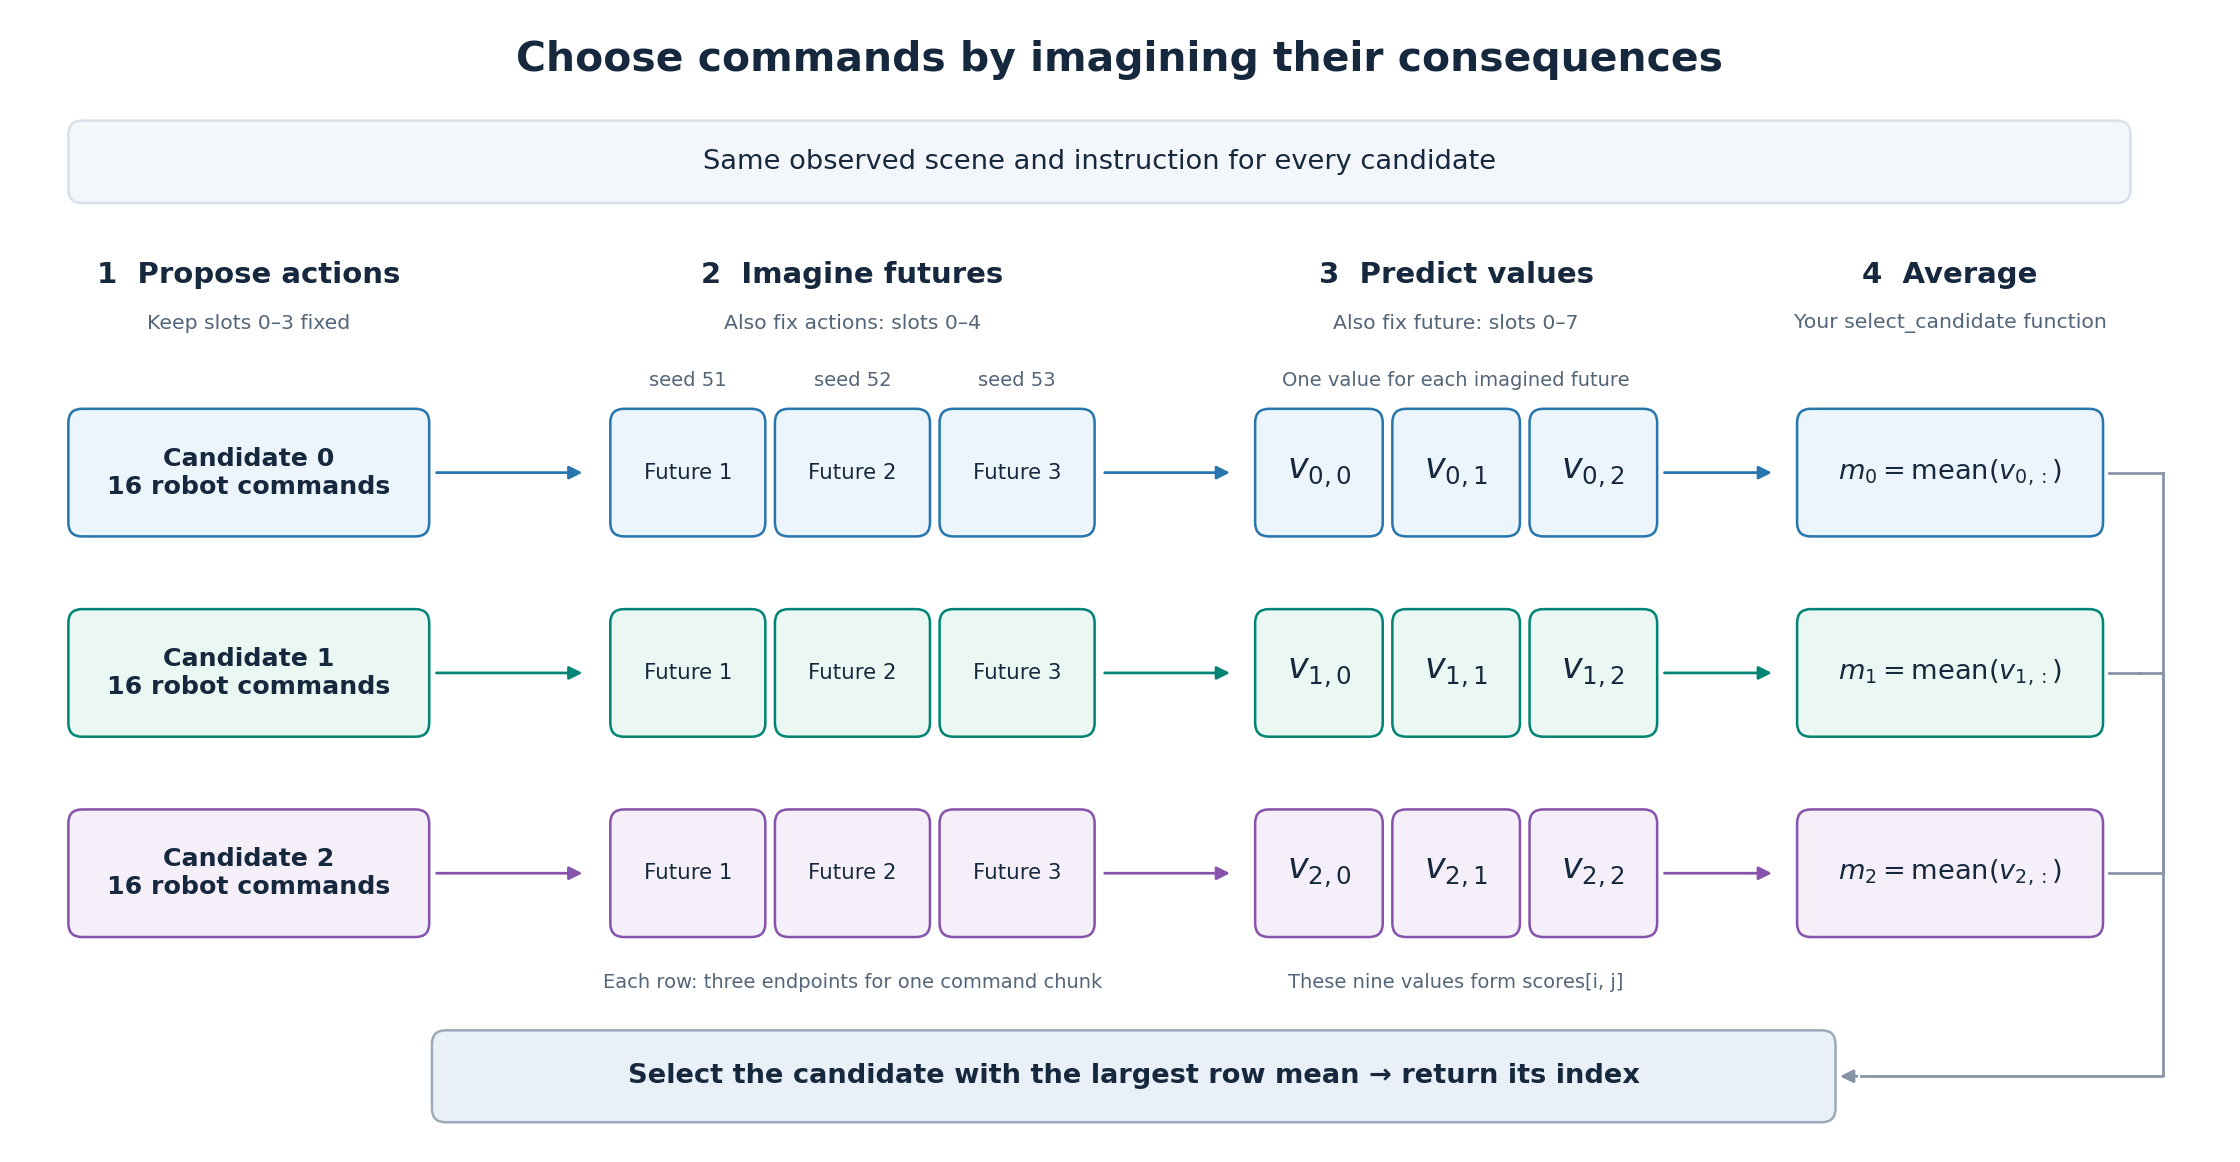 Choose commands by imagining their consequences
Same observed scene and instruction for every candidate
1 Propose actions
Keep slots 0–3 fixed
2 Imagine futures
Also fix actions: slots 0–4
3 Predict values
Also fix future: slots 0–7
4 Average
Your select_candidate function
seed 51
seed 52
seed 53
One value for each imagined future
Candidate 0
16 robot commands
Future 1
Future 2
Future 3
v0,0
v0,1
v0,2
m0 = mean(v0,:)
Candidate 1
16 robot commands
Future 1
Future 2
Future 3
v1,0
v1,1
v1,2
m1 = mean(v1,:)
Candidate 2
16 robot commands
Future 1
Future 2
Future 3
v2,0
v2,1
v2,2
m2 = mean(v2,:)
Each row: three endpoints for one command chunk
These nine values form scores[i, j]
Select the candidate with the largest row mean → return its index